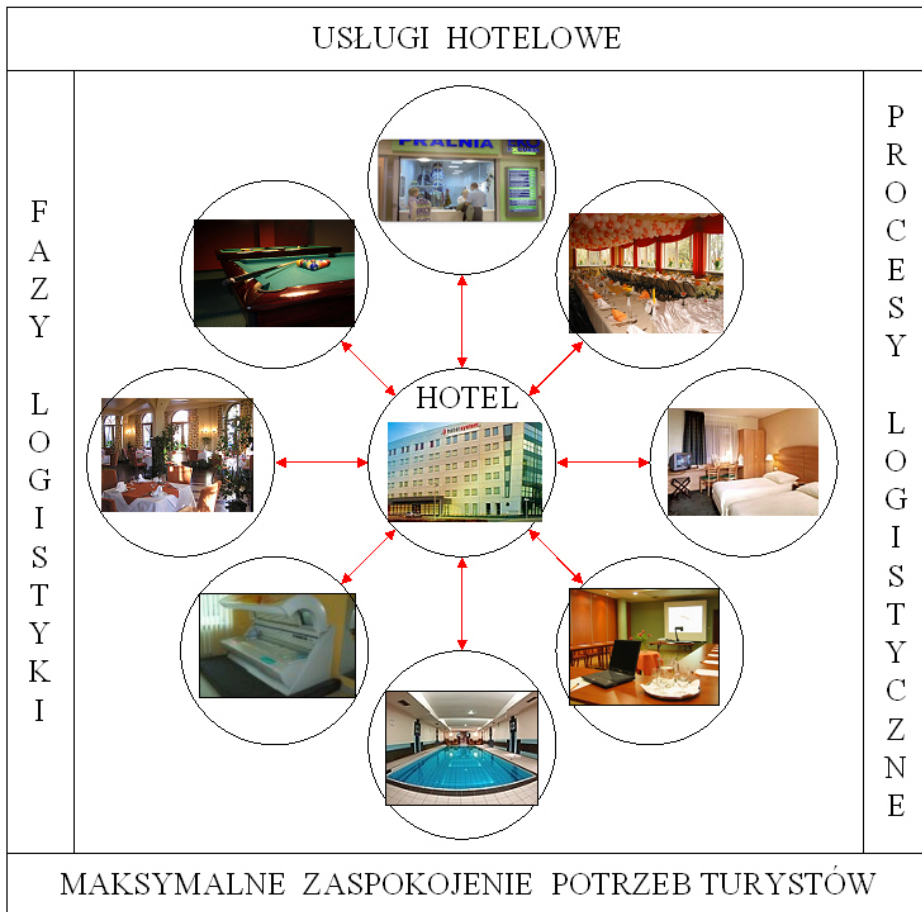 USŁUGI HOTELOWE
FAZY LOGISTYKI
PRALNIA
HOTEL
PROCESY LOGISTYCZNE
MAKSYMALNE ZASPOKOJENIE POTRZEB TURYSTÓW